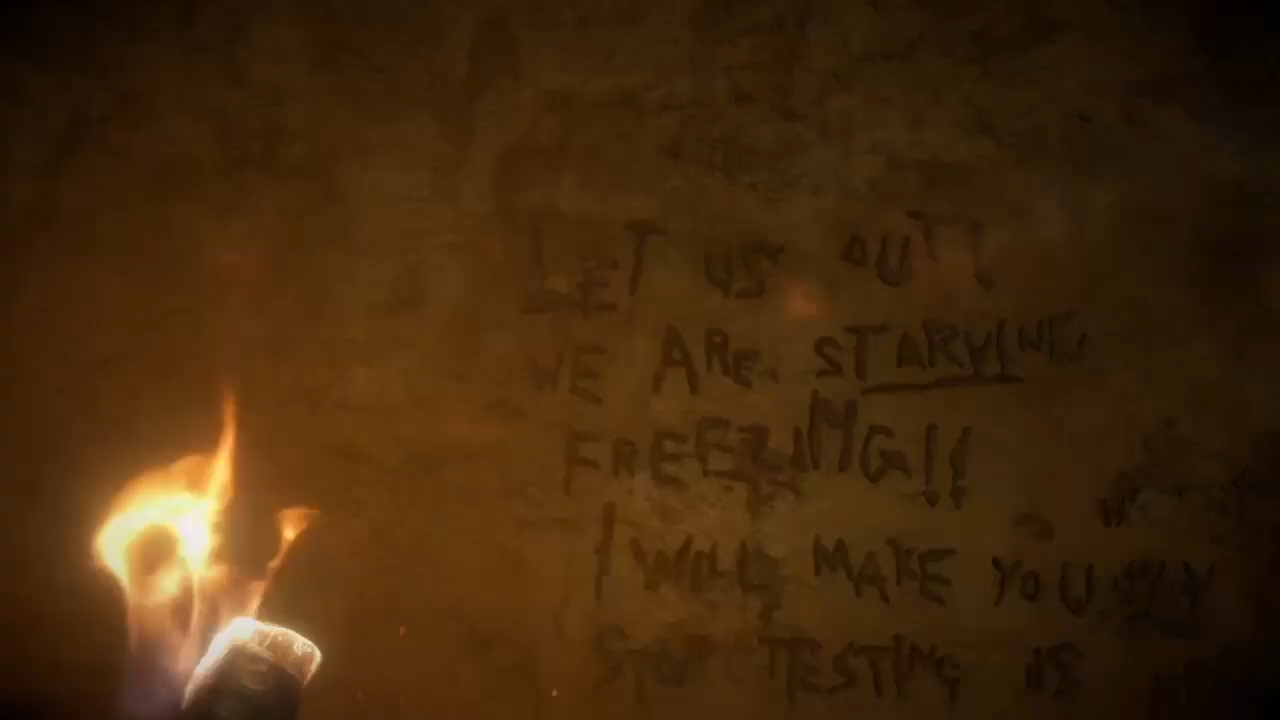 LET US OUT!
WE ARE STARVING
FREEZING!!
I WILL MAKE YOU
STOP TESTING US